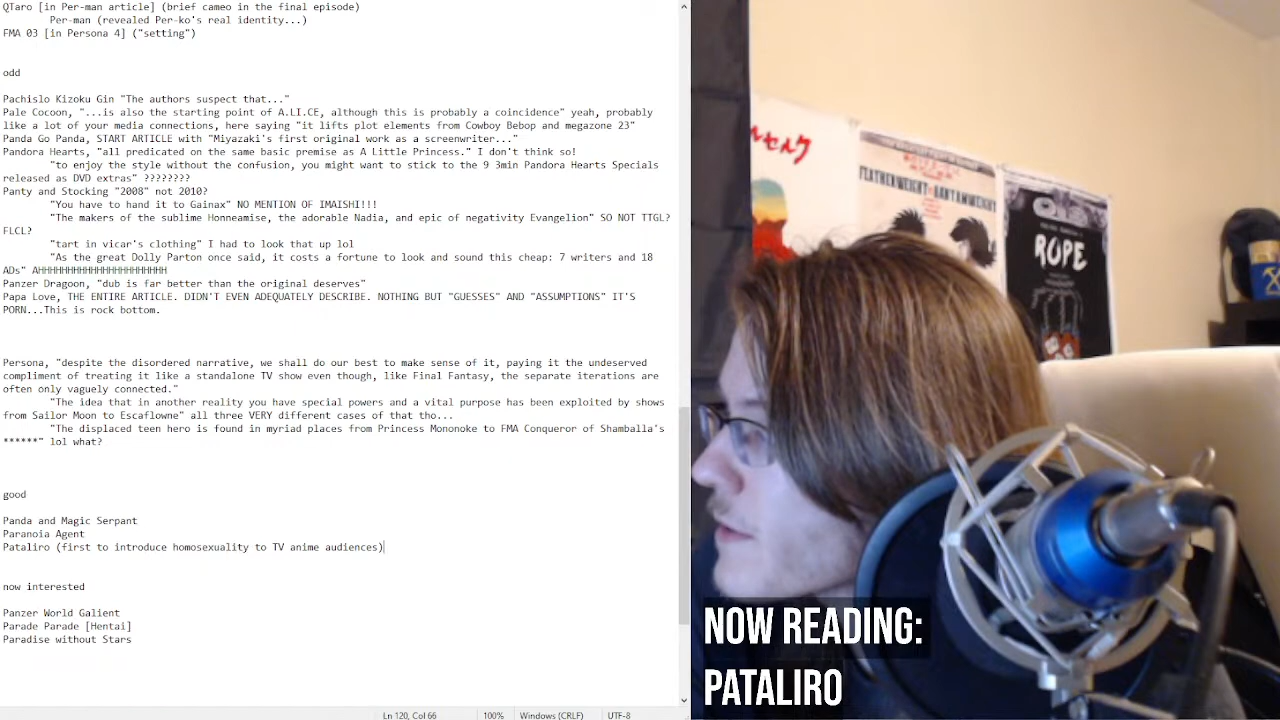 QTaro [in Per-man article] (brief cameo in the final episode)
Per-man (revealed Per-ko's real identity...)
FMA 03 [in Persona 4] ("setting")
odd
Pachislo Kizoku Gin "The authors suspect that..."
Pale Cocoon, "...is also the starting point of A.LI.CE, although this is probably a coincidence" yeah, probably
like a lot of your media connections, here saying "it lifts plot elements from Cowboy Bebop and megazone 23"
Panda Go Panda, START ARTICLE with "Miyazaki's first original work as a screenwriter..."
Pandora Hearts, "all predicated on the same basic premise as A Little Princess." I don't think so!
"to enjoy the style without the confusion, you might want to stick to the 9 3min Pandora Hearts Specials
released as DVD extras" ????????
Panty and Stocking "2008" not 2010?
"You have to hand it to Gainax" NO MENTION OF IMAISHI!!!
"The makers of the sublime Honneamise, the adorable Nadia, and epic of negativity Evangelion" SO NOT TTGL?
FLCL?
"tart in vicar's clothing" I had to look that up lol
"As the great Dolly Parton once said, it costs a fortune to look and sound this cheap: 7 writers and 18
ADs" AHHHHHHHHHHHHHHHHHHHHHHH
Panzer Dragoon, "dub is far better than the original deserves"
Papa Love, THE ENTIRE ARTICLE. DIDN'T EVEN ADEQUATELY DESCRIBE. NOTHING BUT "GUESSES" AND "ASSUMPTIONS" IT'S
PORN...This is rock bottom.
Persona, "despite the disordered narrative, we shall do our best to make sense of it, paying it the undeserved
compliment of treating it like a standalone TV show even though, like Final Fantasy, the separate iterations are
often only vaguely connected."
"The idea that in another reality you have special powers and a vital purpose has been exploited by shows
from Sailor Moon to Escaflowne" all three VERY different cases of that tho...
"The displaced teen hero is found in myriad places from Princess Mononoke to FMA Conqueror of Shamballa's
******" lol what?
good
Panda and Magic Serpant
Paranoia Agent
Pataliro (first to introduce homosexuality to TV anime audiences)
now interested
Panzer World Galient
Parade Parade [Hentai]
Paradise without Stars
Ln 120, Col 66
100%
Windows (CRLF)
UTF-8
ルセルク
FEATHERWEIGHT BANTAMWEIGHT
ROPE
NOW READING:
PATALIRO